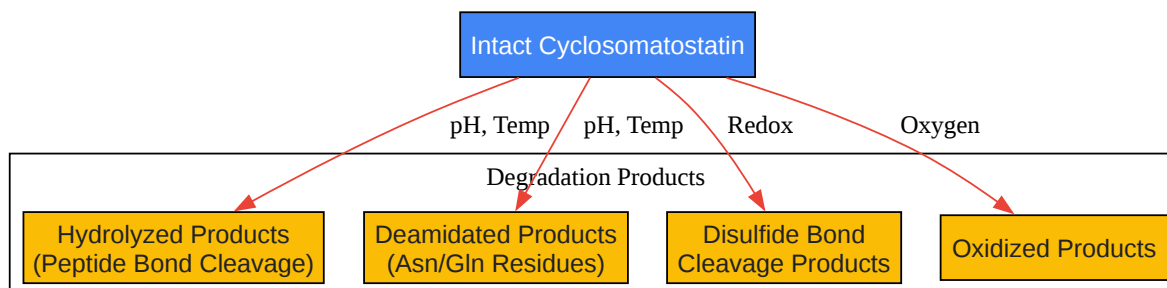 Intact Cyclosomatostatin
pH, Temp
pH, Temp
Redox
Oxygen
Degradation Products
Hydrolyzed Products
(Peptide Bond Cleavage)
Deamidated Products
(Asn/Gln Residues)
Disulfide Bond
Cleavage Products
Oxidized Products